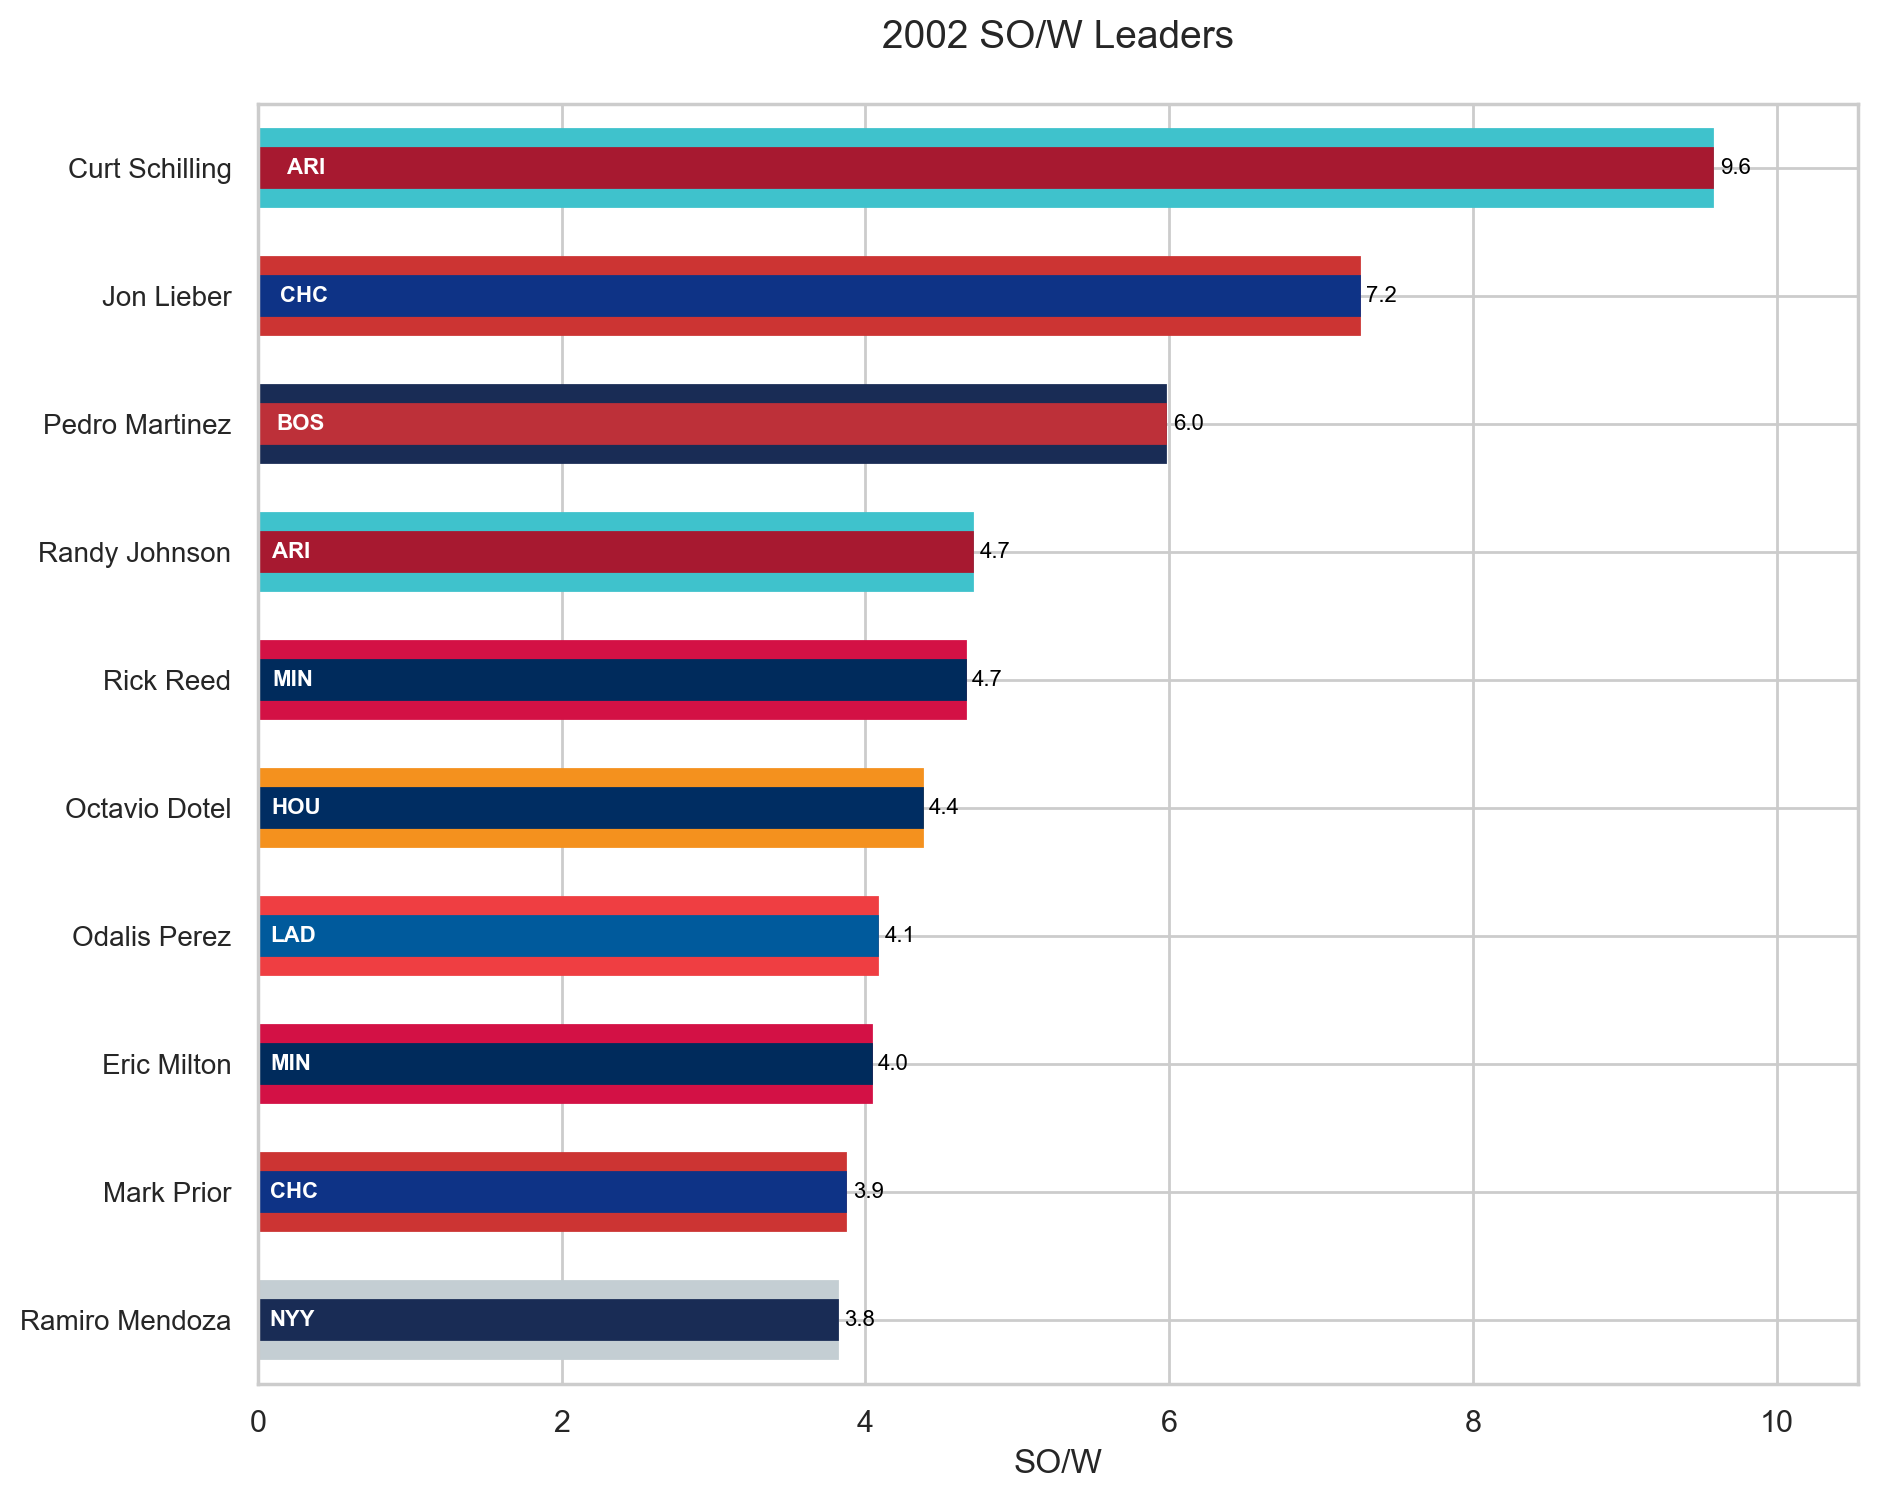 2002 SO/W Leaders
Curt Schilling
ARI
9.6
Jon Lieber
CHC
7.2
Pedro Martinez
BOS
6.0
Randy Johnson
ARI
4.7
Rick Reed
MIN
4.7
Octavio Dotel
HOU
4.4
Odalis Perez
LAD
4.1
Eric Milton
MIN
4.0
Mark Prior
CHC
3.9
Ramiro Mendoza
NYY
3.8
0 2 4 6 8 10
SO/W